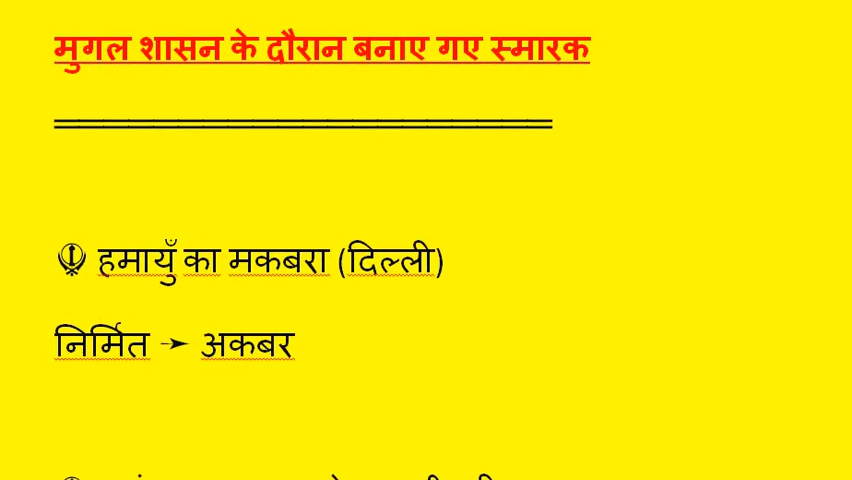 मुगल शासन के दौरान बनाए गए स्मारक
☬ हमायुँ का मकबरा (दिल्ली)
निर्मित ➛ अकबर